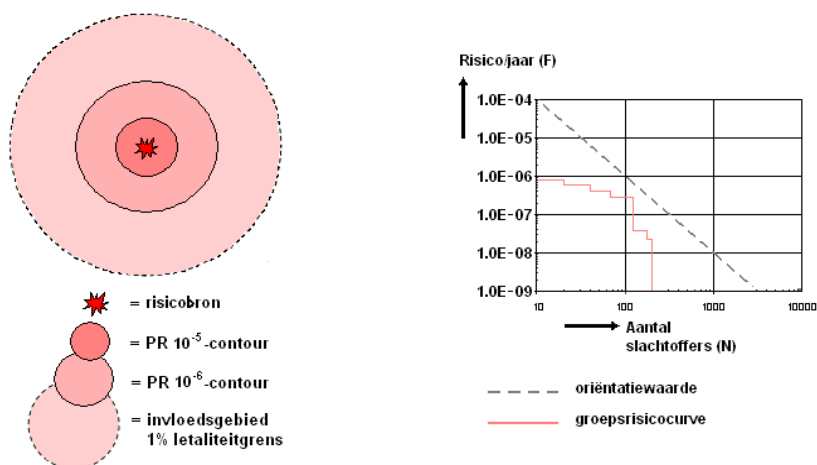 = risicobron
= PR 10⁻⁵-contour
= PR 10⁻⁶-contour
= invloedsgebied
1% letaliteitgrens
Risico/jaar (F)
1.0E-04
1.0E-05
1.0E-06
1.0E-07
1.0E-08
1.0E-09
10 100 1000 10000
Aantal
slachtoffers (N)
oriëntatiewaarde
groepsrisicocurve